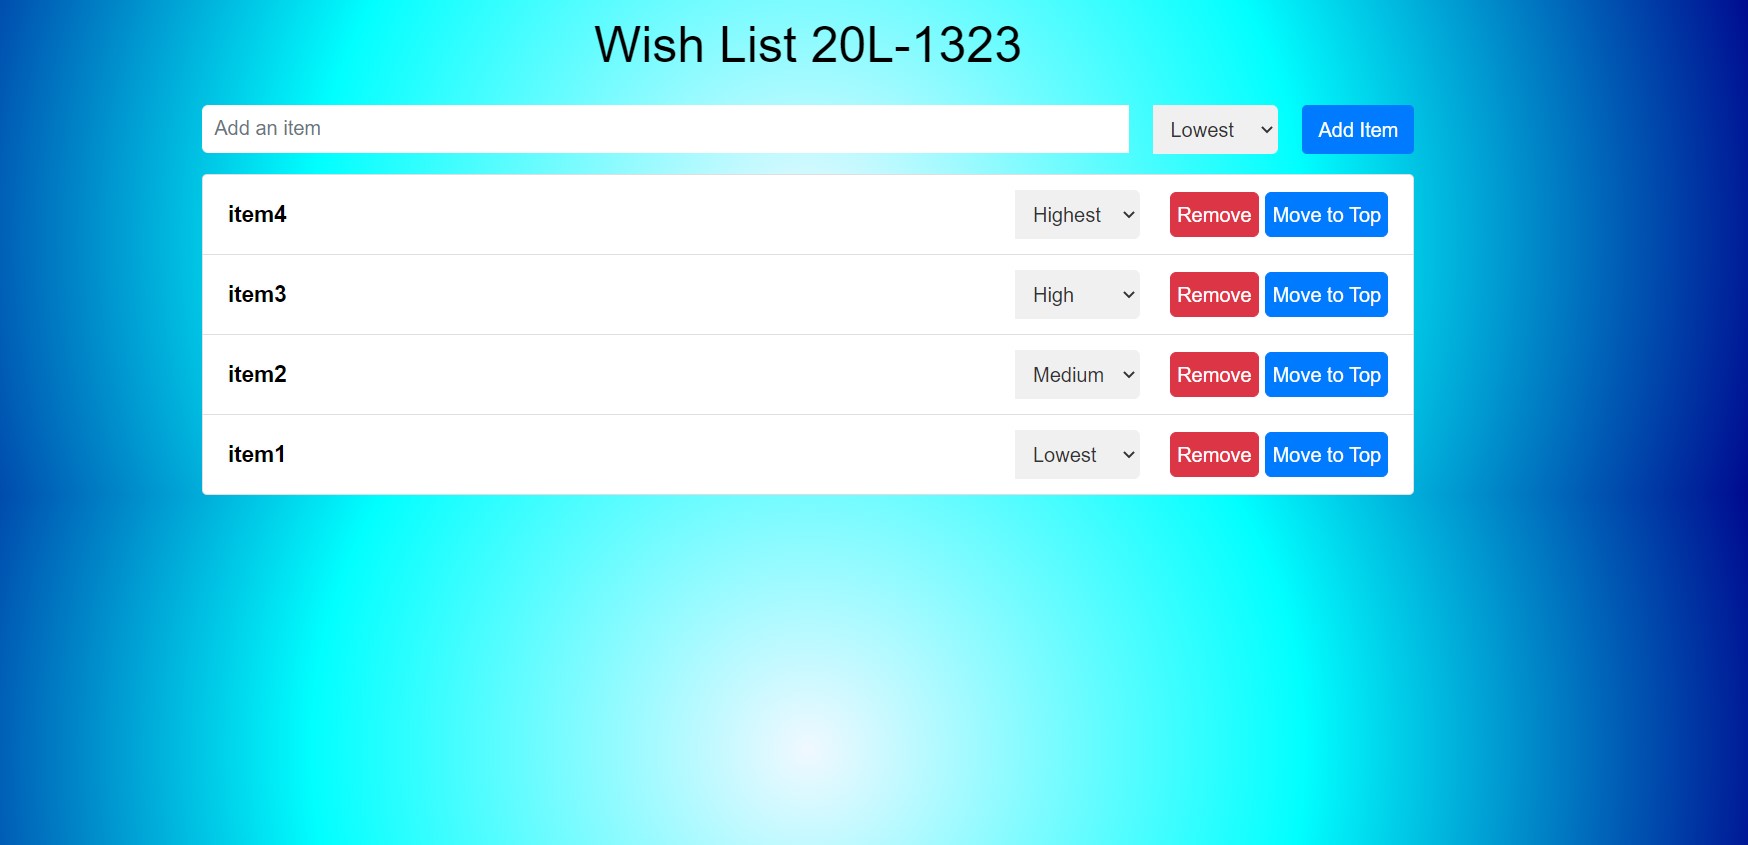 Wish List 20L-1323
Add an item Lowest Add Item
item4 Highest Remove Move to Top
item3 High Remove Move to Top
item2 Medium Remove Move to Top
item1 Lowest Remove Move to Top